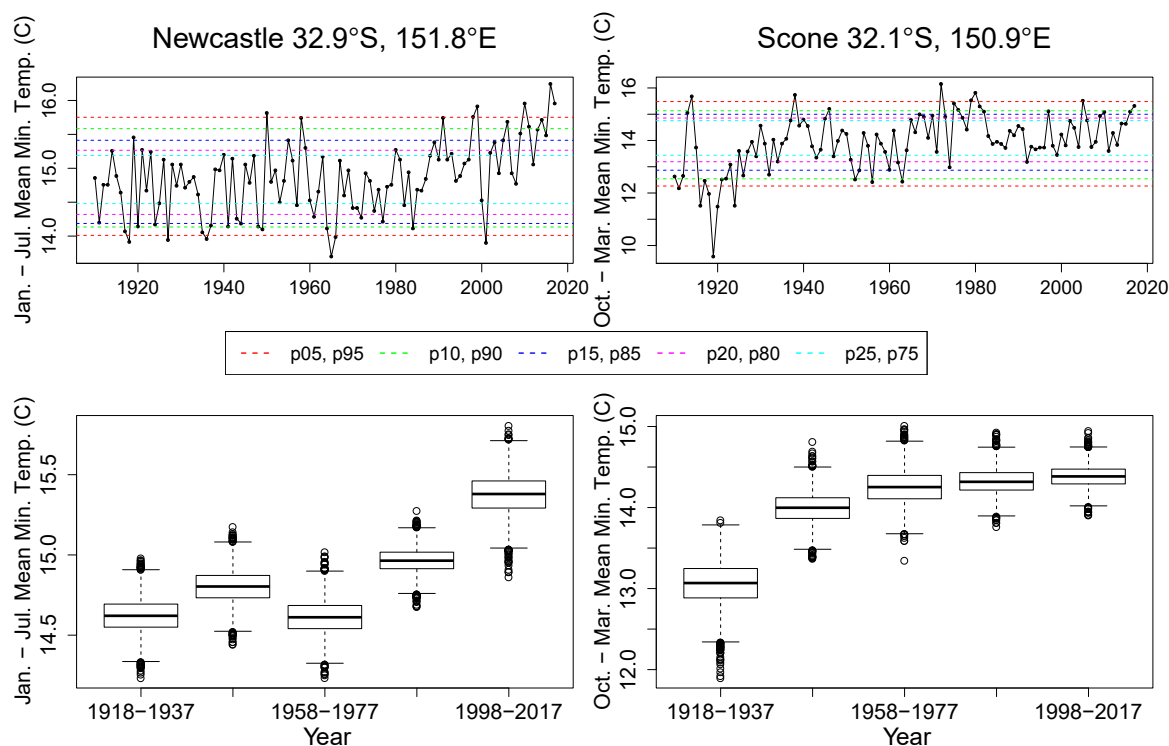 Newcastle 32.9°S, 151.8°E
Jan. − Jul. Mean Min. Temp. (C)
16.0
15.0
14.0
1920 1940 1960 1980 2000 2020
Scone 32.1°S, 150.9°E
Oct. − Mar. Mean Min. Temp. (C)
16
14
12
10
1920 1940 1960 1980 2000 2020
p05, p95 p10, p90 p15, p85 p20, p80 p25, p75
Jan. − Jul. Mean Min. Temp. (C)
15.5
15.0
14.5
1918−1937 1958−1977 1998−2017
Year
Oct. − Mar. Mean Min. Temp. (C)
15.0
14.0
13.0
12.0
1918−1937 1958−1977 1998−2017
Year